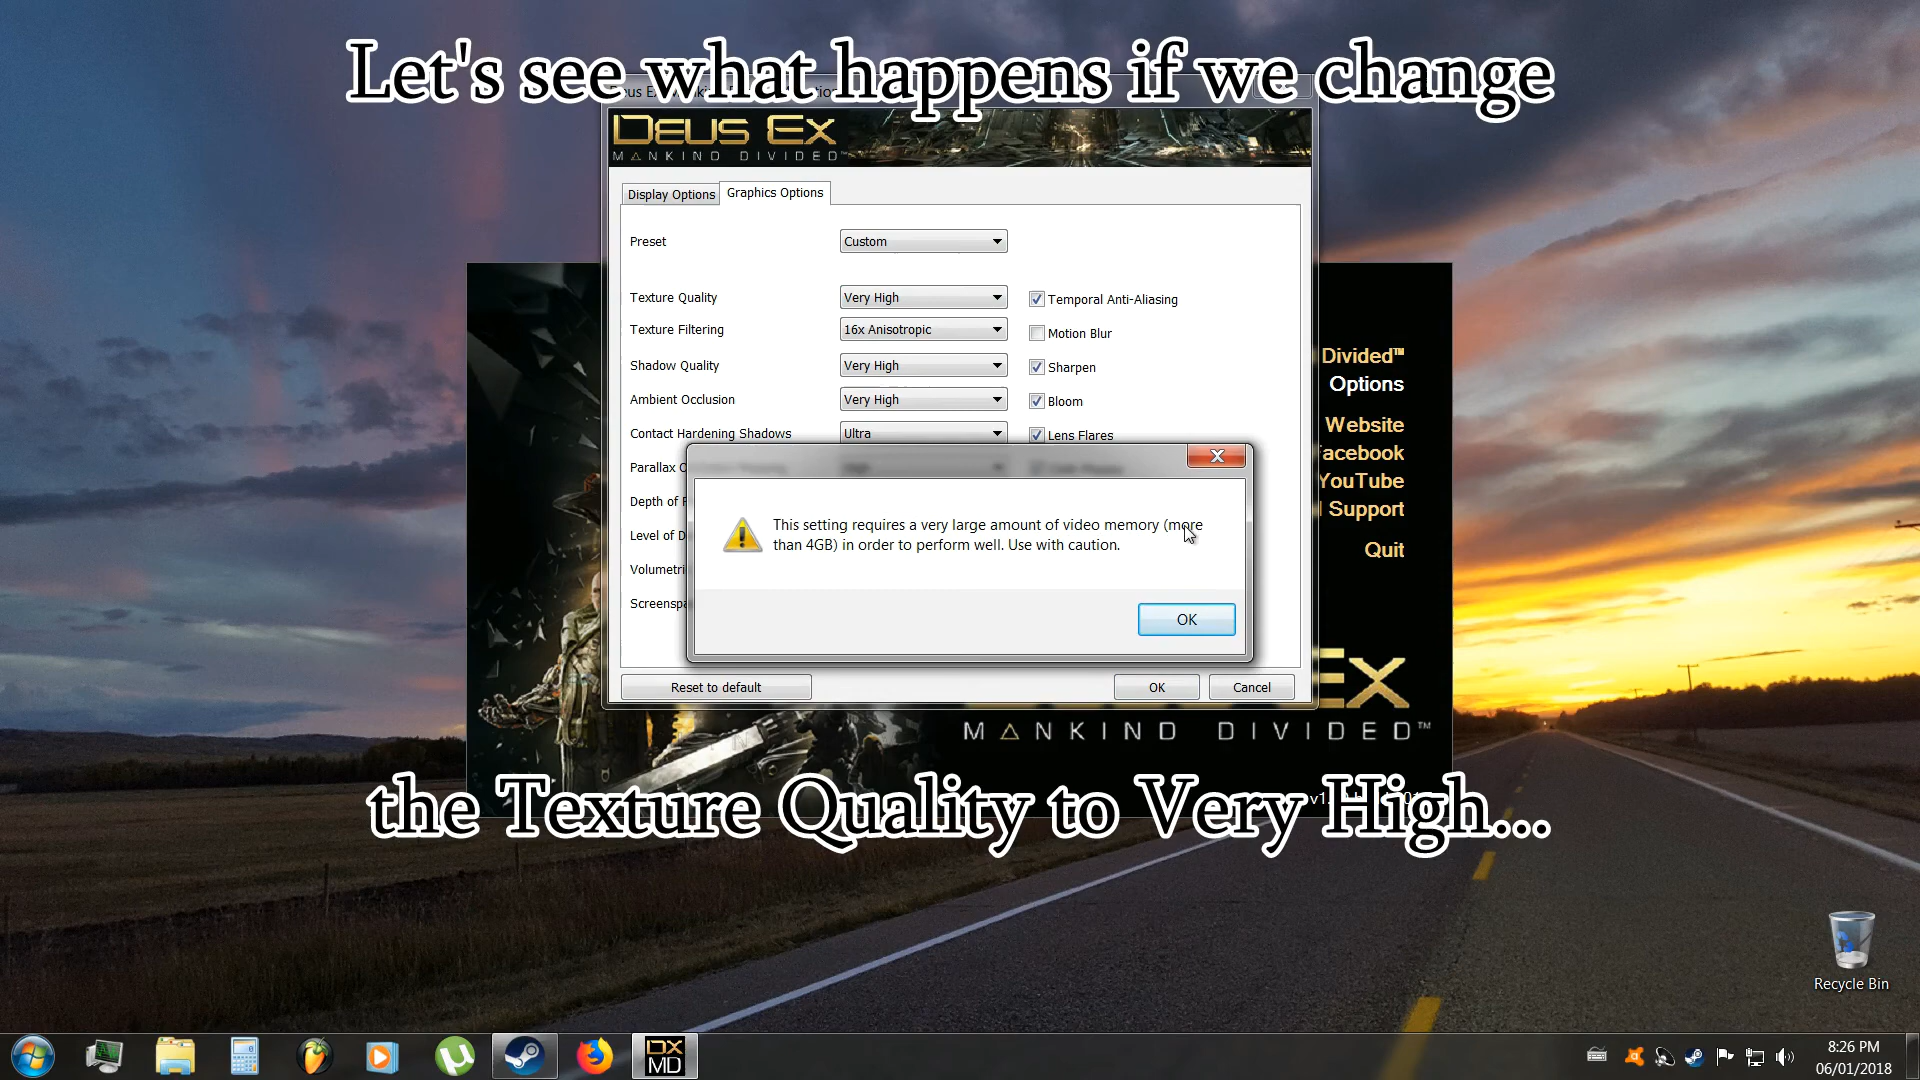 Let's see what happens if we change
DEUS EX
MANKIND DIVIDED™
Display Options
Graphics Options
Preset
Custom
Texture Quality
Very High
Temporal Anti-Aliasing
Texture Filtering
16x Anisotropic
Motion Blur
Shadow Quality
Very High
Sharpen
Ambient Occlusion
Very High
Bloom
Contact Hardening Shadows
Ultra
Lens Flares
Parallax
Depth of
Level of
This setting requires a very large amount of video memory (more
than 4GB) in order to perform well. Use with caution.
OK
Reset to default
OK
Cancel
Divided™
Options
Website
Facebook
YouTube
Support
Quit
MANKIND DIVIDED™
the Texture Quality to Very High...
Recycle Bin
DX
MD
8:26 PM
06/01/2018